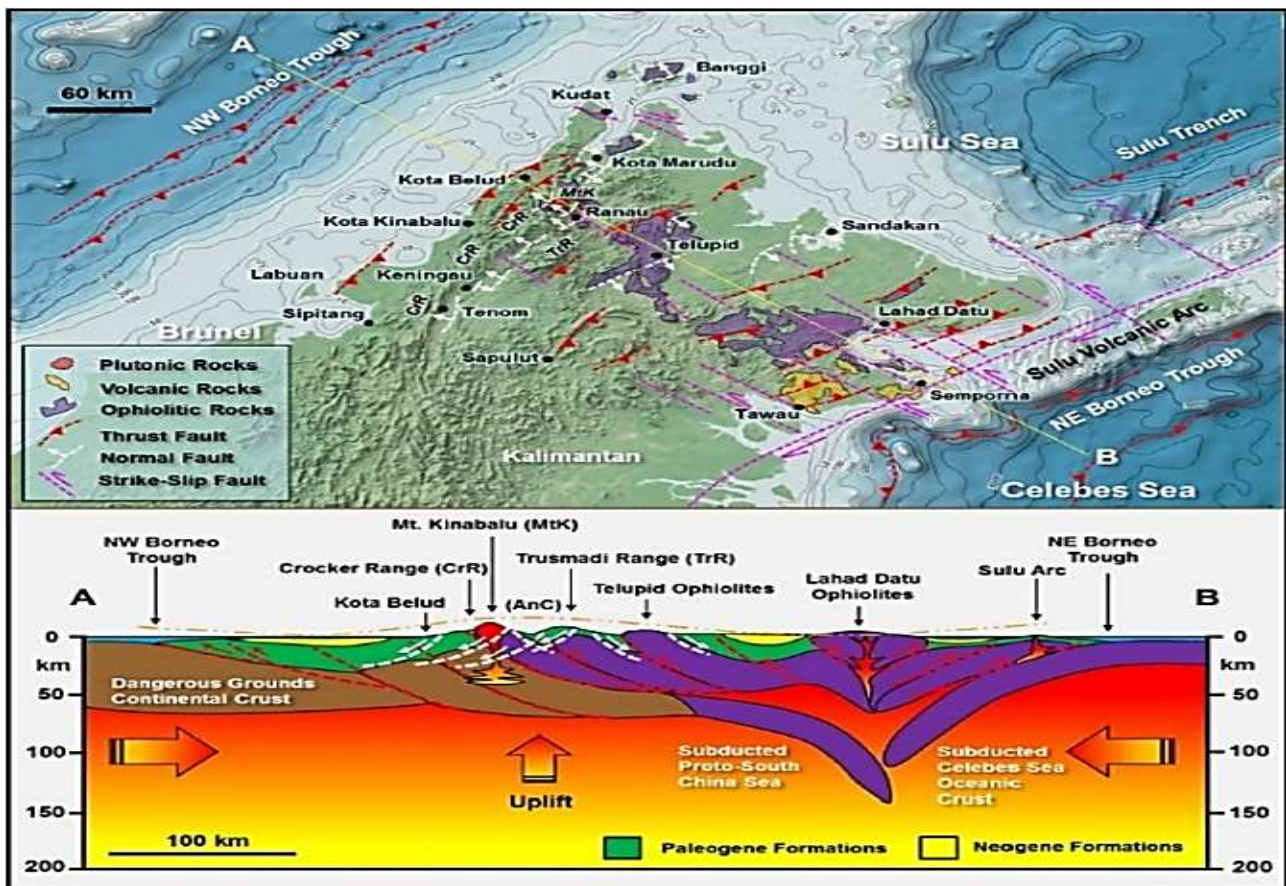 A
NW Borneo Trough
60 km
Banggi
Kudat
Sulu Sea
Sulu Trench
Kota Marudu
Kota Belud
MtK
Kota Kinabalu
CrR
Ranau
Sandakan
CrR
TrR
Telupid
Labuan
Keningau
CrR
Lahad Datu
Sipitang
Tenom
Brunei
Sapulut
Sulu Volcanic Arc
Plutonic Rocks
Volcanic Rocks
Semporna
NE Borneo Trough
Ophiolitic Rocks
Tawau
Thrust Fault
Normal Fault
Kalimantan
B
Strike-Slip Fault
Celebes Sea
Mt. Kinabalu (MtK)
NW Borneo
Trough
Trusmadi Range (TrR)
NE Borneo
Trough
Crocker Range (CrR)
Telupid Ophiolites
Lahad Datu
Ophiolites
Sulu Arc
A
Kota Belud
(AnC)
B
0
0
km
km
Dangerous Grounds
Continental Crust
50
50
100
100
Subducted
Proto-South
China Sea
Subducted
Celebes Sea
Oceanic
Crust
Uplift
150
150
100 km
Paleogene Formations
Neogene Formations
200
200